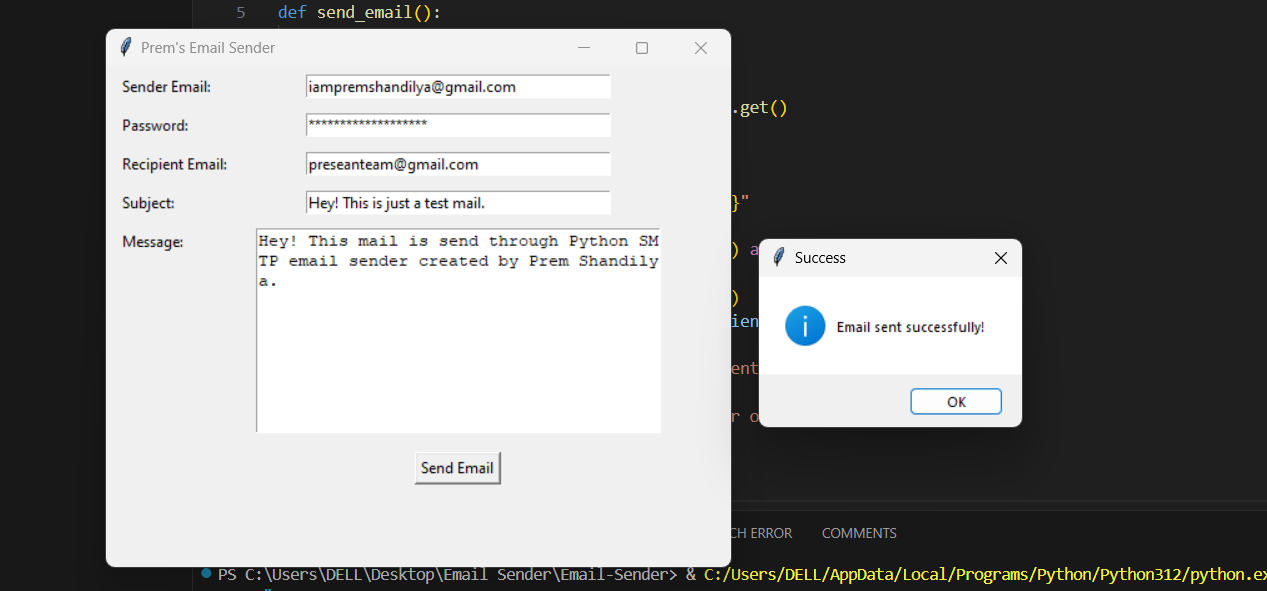 5 def send_email():
Prem's Email Sender
Sender Email: iampremshandilya@gmail.com
.get()
Password: *******************
Recipient Email: preseanteam@gmail.com
Subject: Hey! This is just a test mail.
}"
Message: Hey! This mail is send through Python SM
TP email sender created by Prem Shandily
a.
) a
Success
)
ien
Email sent successfully!
ent
OK
r o
Send Email
CH ERROR COMMENTS
PS C:\Users\DELL\Desktop\Email Sender\Email-Sender> & C:/Users/DELL/AppData/Local/Programs/Python/Python312/python.ex